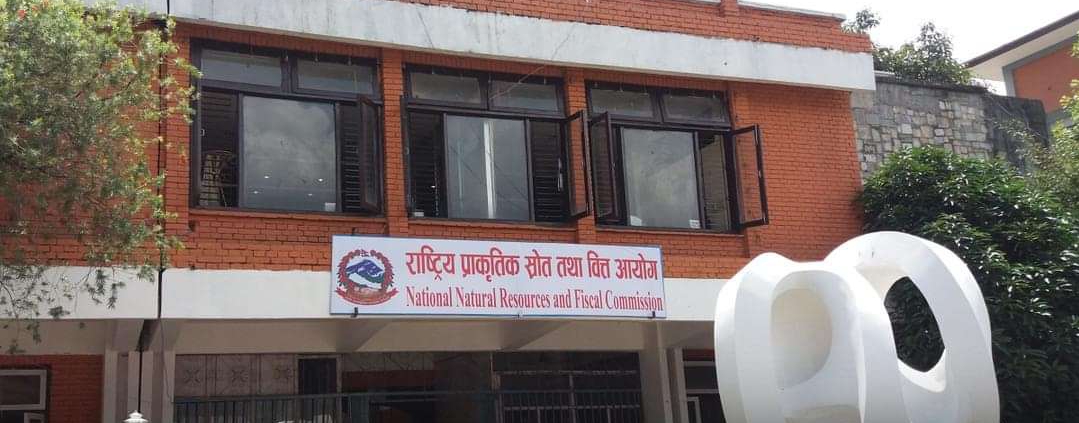 राष्ट्रिय प्राकृतिक स्रोत तथा वित्त आयोग
National Natural Resources and Fiscal Commission